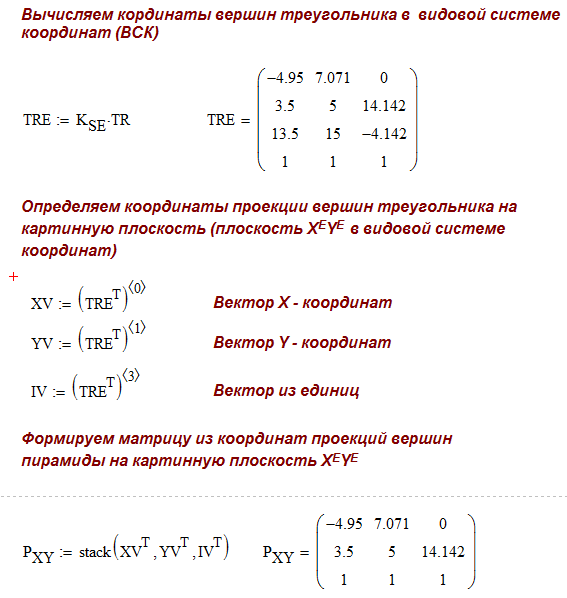 Вычисляем кординаты вершин треугольника в видовой системе
координат (ВСК)
TRE := K_SE·TR TRE = (−4.95 7.071 0
3.5 5 14.142
13.5 15 −4.142
1 1 1)
Определяем координаты проекции вершин треугольника на
картинную плоскость (плоскость X^EY^E в видовой системе
координат)
XV := (TRE^T)^⟨0⟩ Вектор X - координат
YV := (TRE^T)^⟨1⟩ Вектор Y - координат
IV := (TRE^T)^⟨3⟩ Вектор из единиц
Формируем матрицу из координат проекций вершин
пирамиды на картинную плоскость X^EY^E
P_XY := stack(XV^T, YV^T, IV^T) P_XY = (−4.95 7.071 0
3.5 5 14.142
1 1 1)